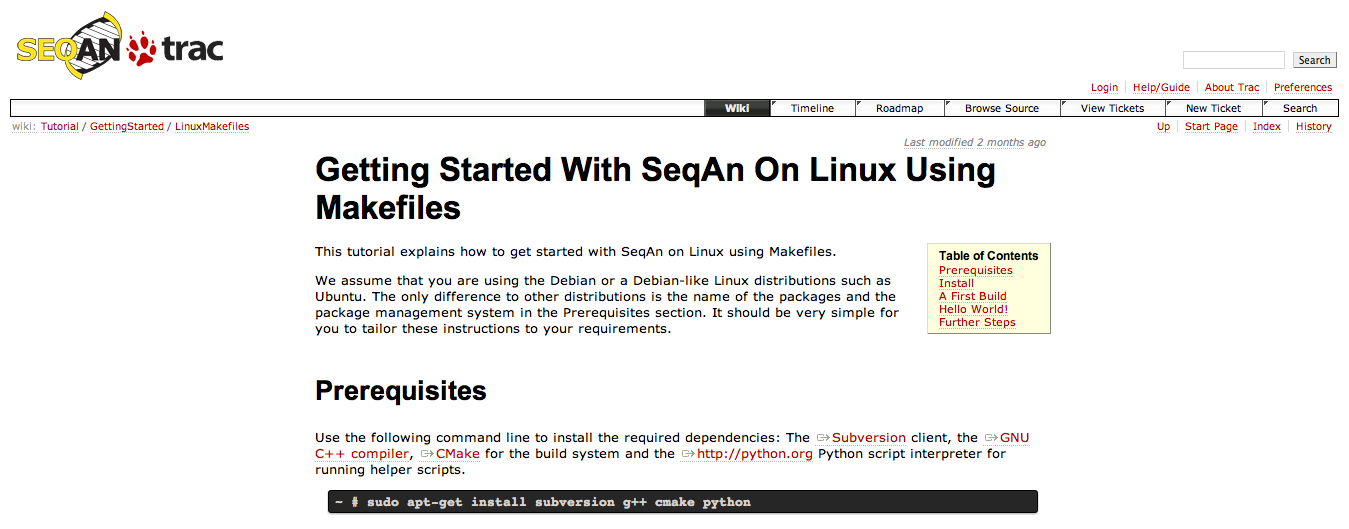 SEQAN trac
Search
Login Help/Guide About Trac Preferences
Wiki Timeline Roadmap Browse Source View Tickets New Ticket Search
wiki: Tutorial / GettingStarted / LinuxMakefiles
Up Start Page Index History
Last modified 2 months ago
Getting Started With SeqAn On Linux Using
Makefiles
This tutorial explains how to get started with SeqAn on Linux using Makefiles.
We assume that you are using the Debian or a Debian-like Linux distributions such as
Ubuntu. The only difference to other distributions is the name of the packages and the
package management system in the Prerequisites section. It should be very simple for
you to tailor these instructions to your requirements.
Table of Contents
Prerequisites
Install
A First Build
Hello World!
Further Steps
Prerequisites
Use the following command line to install the required dependencies: The Subversion client, the GNU
C++ compiler, CMake for the build system and the http://python.org Python script interpreter for
running helper scripts.
~ # sudo apt-get install subversion g++ cmake python